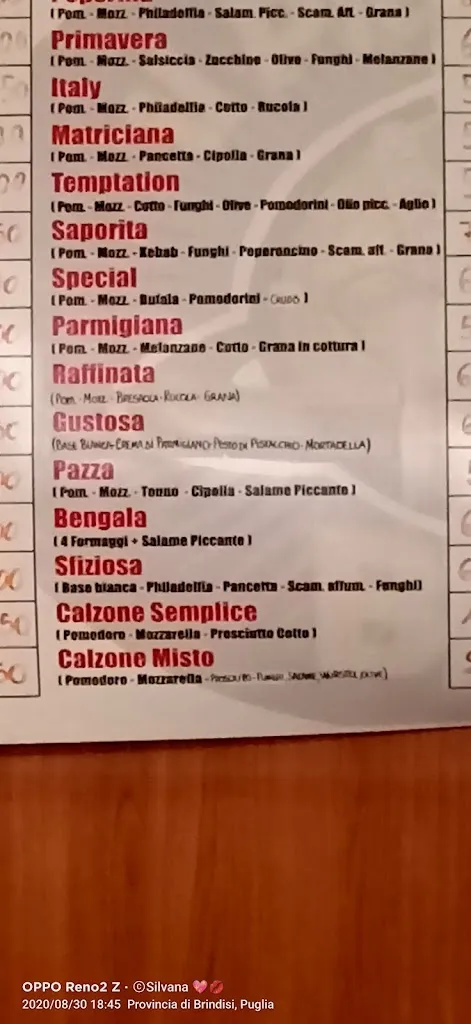 ( Pom. - Mozz. - Philadelfia - Salam. Picc. - Scam. Aff. - Grana )
Primavera
( Pom. - Mozz. - Salsiccia - Zucchine - Olive - Funghi - Melanzane )
Italy
( Pom. - Mozz. - Philadelfia - Cotto - Rucola )
Matriciana
( Pom. - Mozz. - Pancetta - Cipolla - Grana )
Temptation
( Pom. - Mozz. - Cotto - Funghi - Olive - Pomodorini - Olio picc. - Aglio )
Saporita
( Pom. - Mozz. - Kebab - Funghi - Peperoncino - Scam. aff. - Grana )
Special
( Pom. - Mozz. - Bufala - Pomodorini - CRUDO )
Parmigiana
( Pom. - Mozz. - Melanzane - Cotto - Grana in cottura )
Raffinata
(POM. - MOZZ. - BRESAOLA - RUCOLA - GRANA)
Gustosa
(BASE BIANCA - CREMA DI PARMIGIANO - PESTO DI PISTACCHIO - MORTADELLA)
Pazza
( Pom. - Mozz. - Tonno - Cipolla - Salame Piccante )
Bengala
( 4 Formaggi + Salame Piccante )
Sfiziosa
( Base bianca - Philadelfia - Pancetta - Scam. affum. - Funghi)
Calzone Semplice
( Pomodoro - Mozzarella - Prosciutto Cotto )
Calzone Misto
( Pomodoro - Mozzarella - FUNGHI, SALAME, WURSTEL, OLIVE)
OPPO Reno2 Z · ©Silvana 💗💋
2020/08/30 18:45 Provincia di Brindisi, Puglia